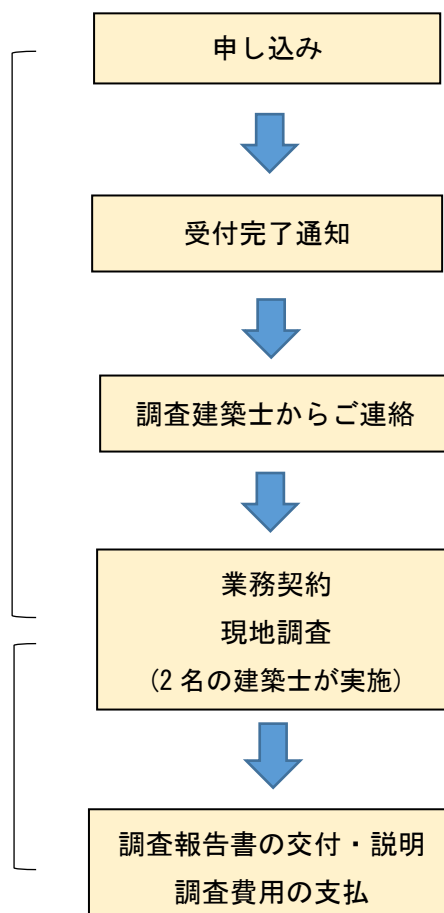 申し込み
受付完了通知
調査建築士からご連絡
業務契約
現地調査
(2 名の建築士が実施)
調査報告書の交付・説明
調査費用の支払